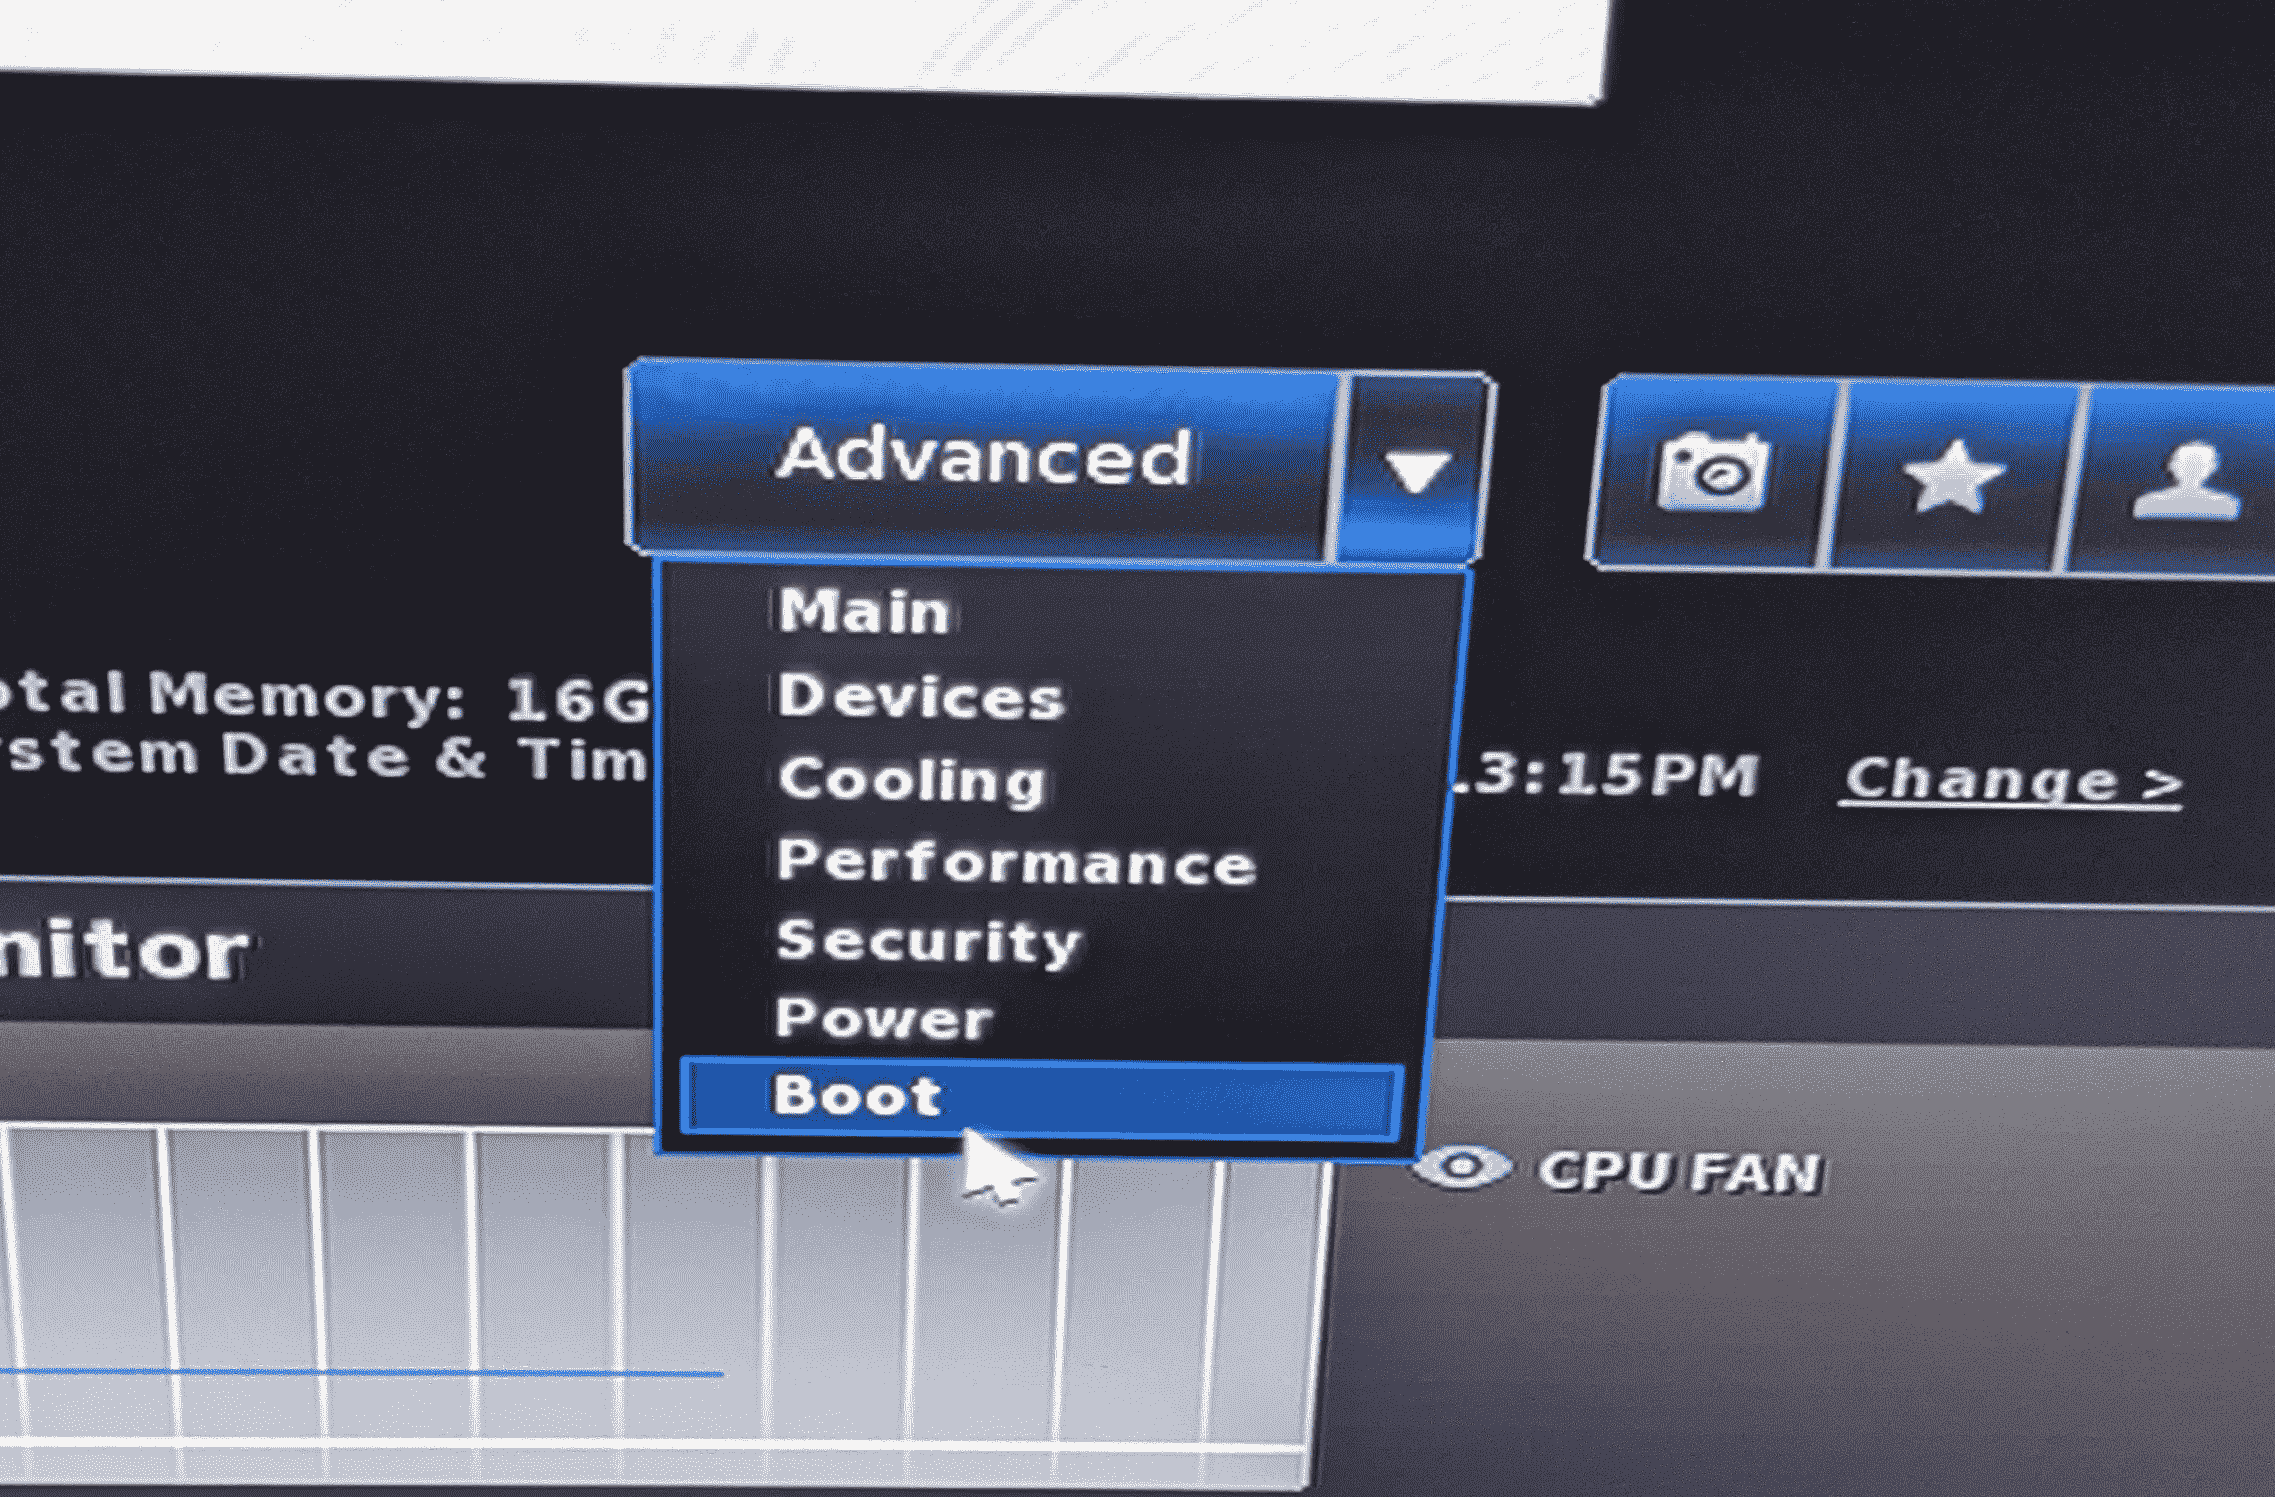 Advanced
Main
Devices
Cooling
Performance
Security
Power
Boot
otal Memory: 16G
stem Date & Tim .3:15PM Change >
nitor
CPU FAN